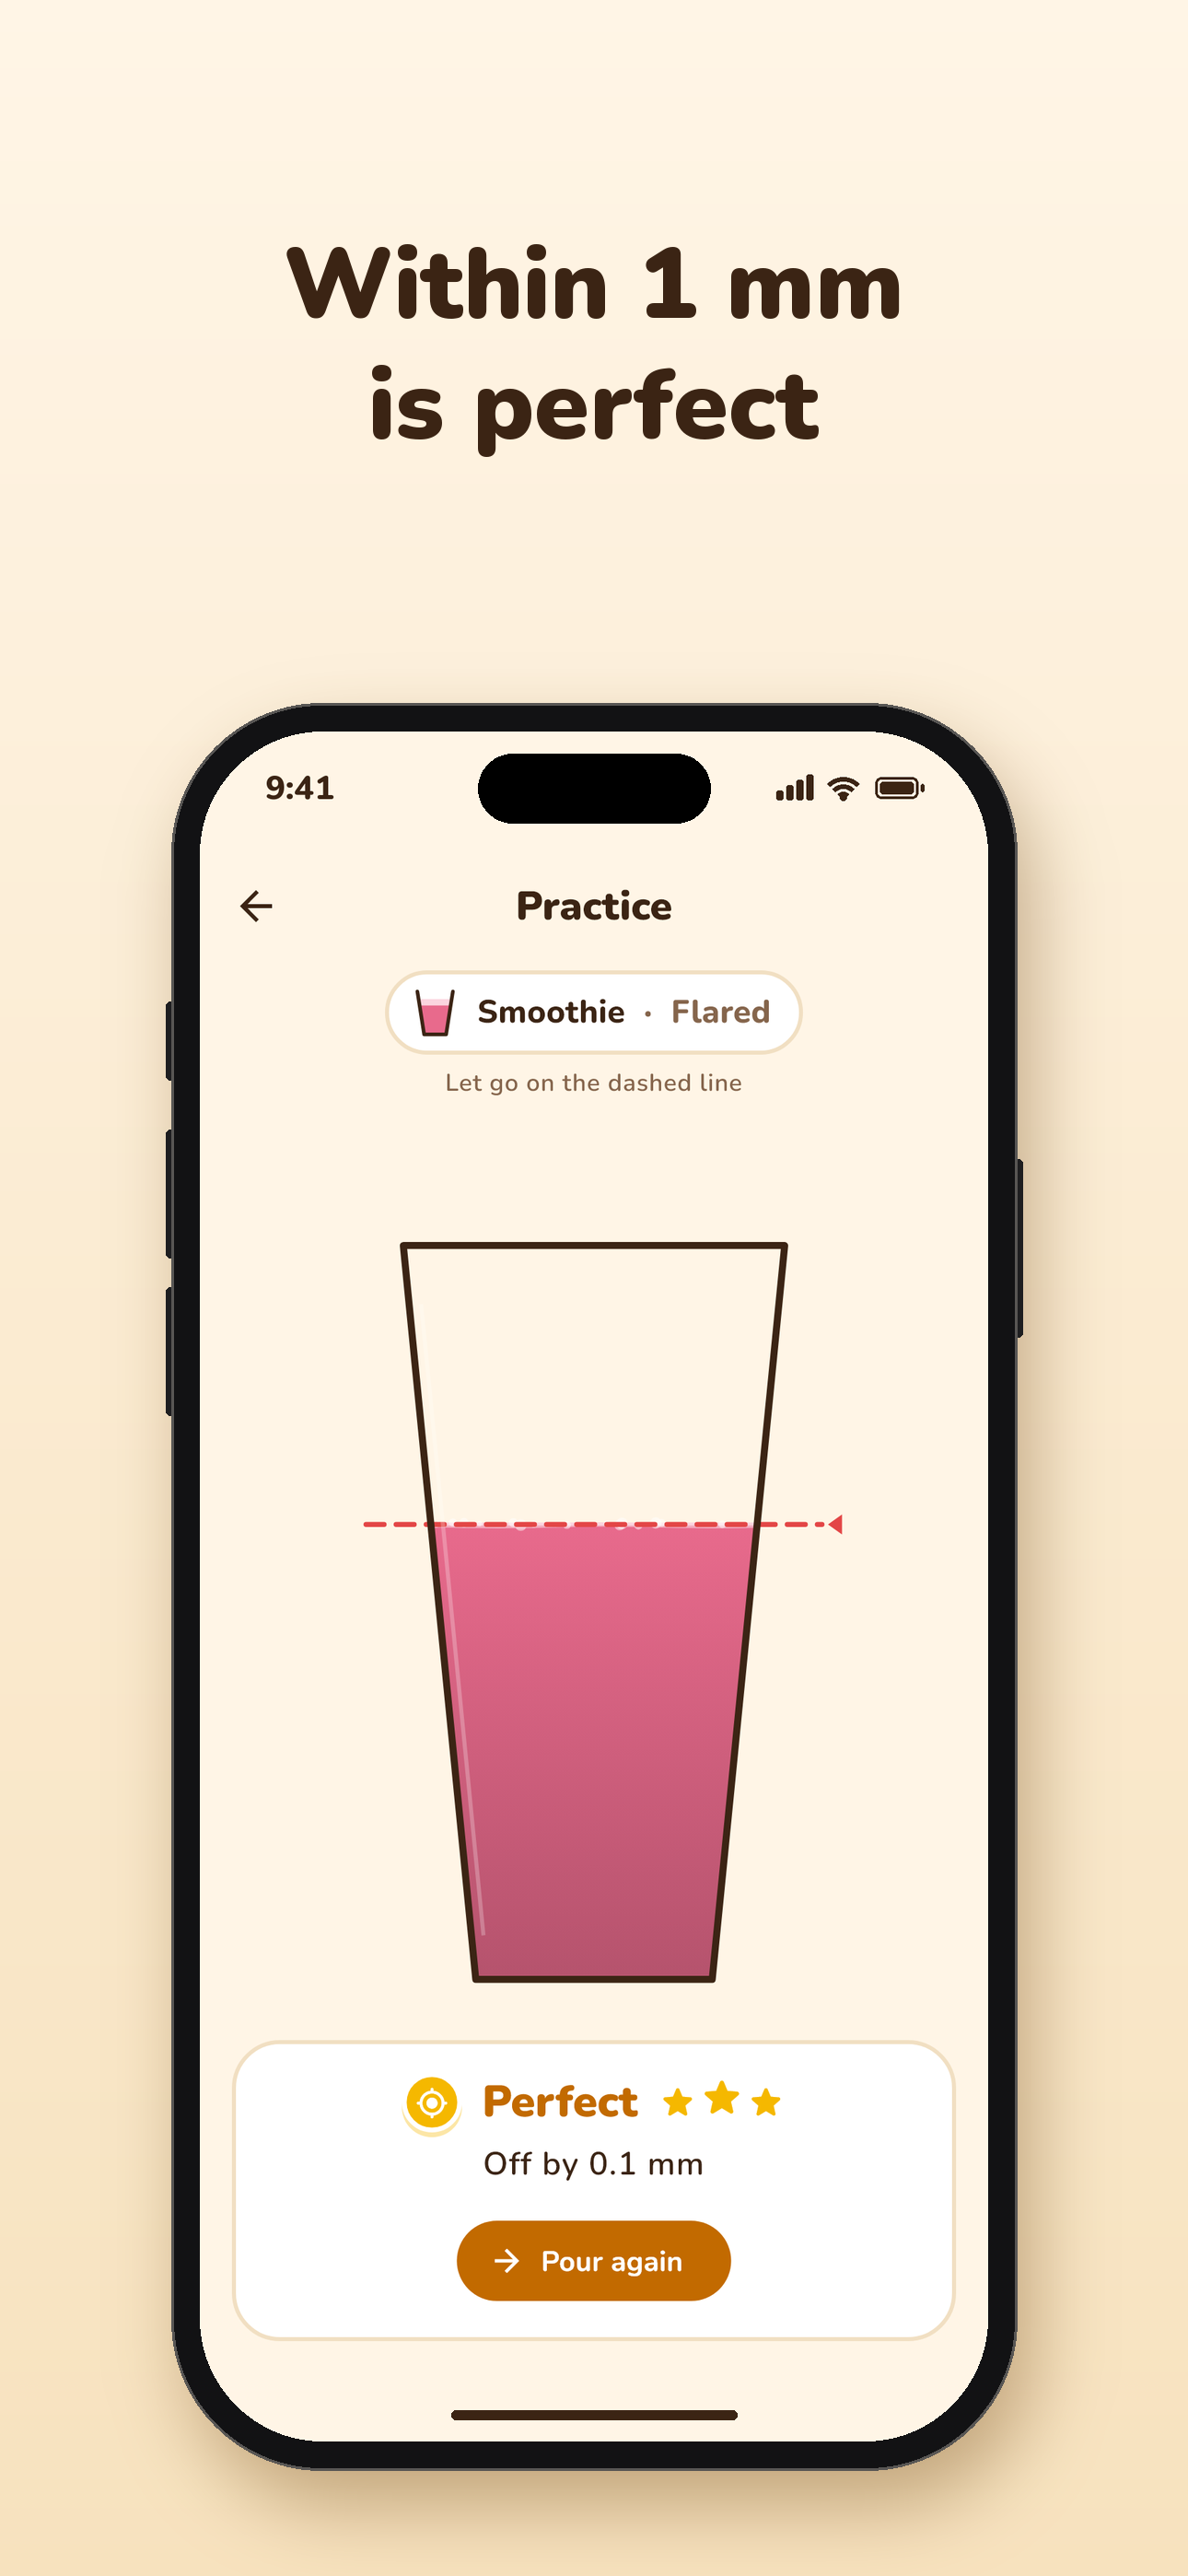 Within 1 mm
is perfect
9:41
Practice
Smoothie · Flared
Let go on the dashed line
Perfect
Off by 0.1 mm
Pour again